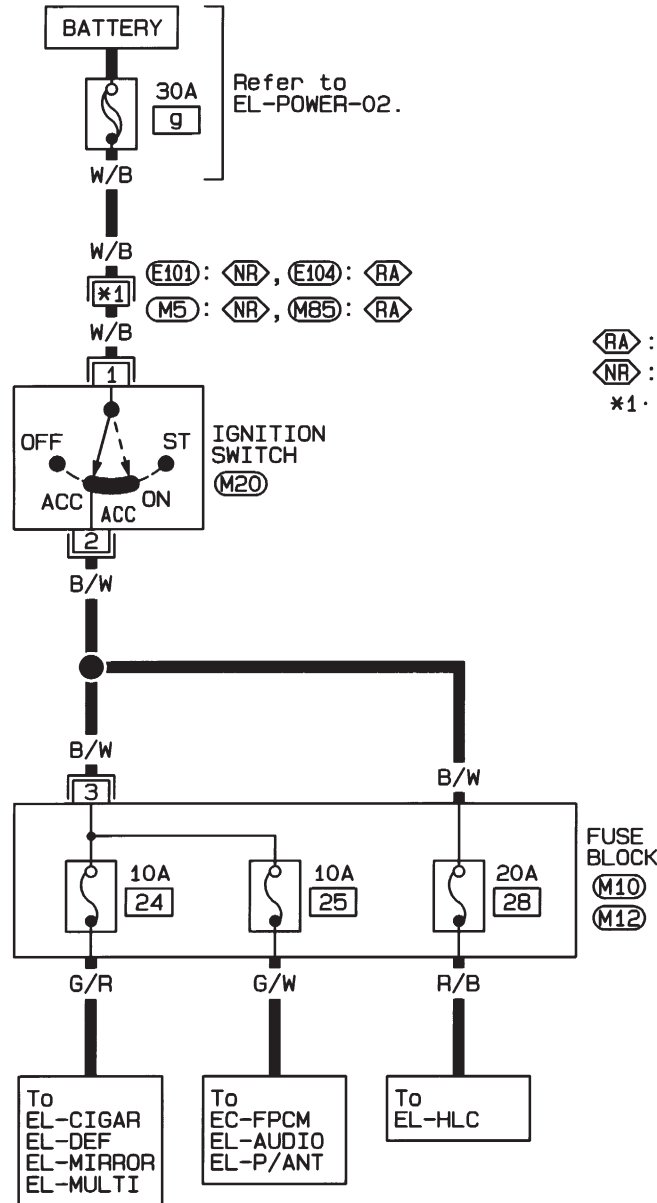 BATTERY
30A
g
Refer to
EL-POWER-02.
W/B
W/B
*1
E101: NR, E104: RA
M5: NR, M85: RA
W/B
RA:
NR:
*1·
1
OFF
ST
ACC
ON
ACC
IGNITION
SWITCH
M20
2
B/W
B/W
B/W
3
10A
24
10A
25
20A
28
FUSE
BLOCK
M10
M12
G/R
G/W
R/B
To
EL-CIGAR
EL-DEF
EL-MIRROR
EL-MULTI
To
EC-FPCM
EL-AUDIO
EL-P/ANT
To
EL-HLC